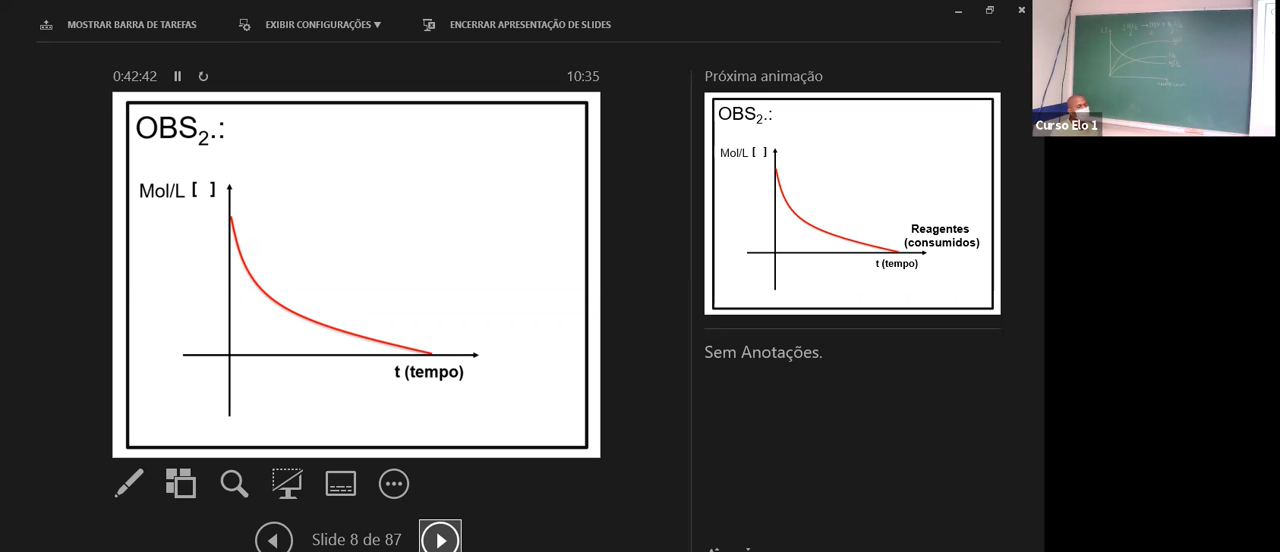 MOSTRAR BARRA DE TAREFAS
EXIBIR CONFIGURAÇÕES ▼
ENCERRAR APRESENTAÇÃO DE SLIDES
0:42:42
10:35
OBS2.:
Mol/L [ ]
t (tempo)
Slide 8 de 87
Próxima animação
OBS2.:
Mol/L [ ]
Reagentes
(consumidos)
t (tempo)
Sem Anotações.
Curso Elo 1